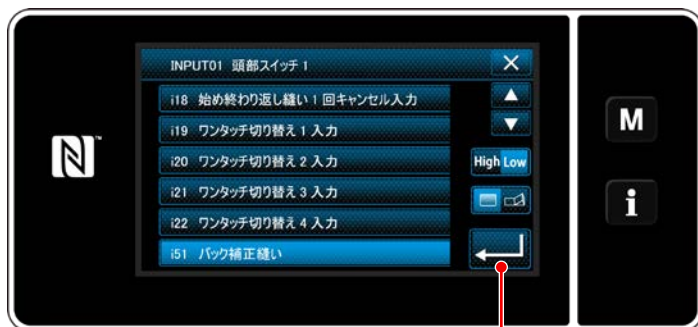 INPUT01 頭部スイッチ 1
i18 始め終わり返し縫い 1 回キャンセル入力
i19 ワンタッチ切り替え 1 入力
i20 ワンタッチ切り替え 2 入力
High Low
i21 ワンタッチ切り替え 3 入力
i22 ワンタッチ切り替え 4 入力
i51 バック補正縫い
N
M
i